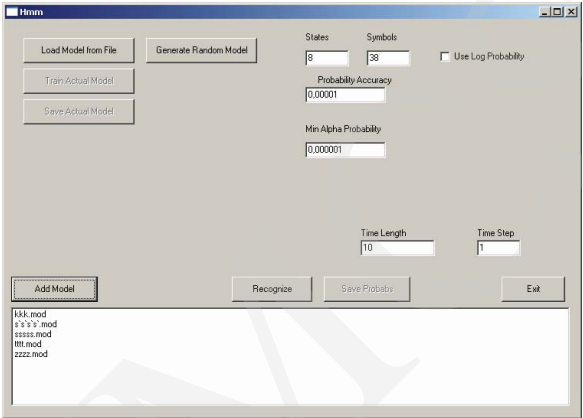 Hmm
States Symbols
Load Model from File Generate Random Model 8 38 Use Log Probability
Train Actual Model Probability Accuracy
0,00001
Save Actual Model
Min Alpha Probability
0,000001
Time Length Time Step
10 1
Add Model Recognize Save Probabs Exit
kkk.mod
s`s`s`s`.mod
sssss.mod
tttt.mod
zzzz.mod